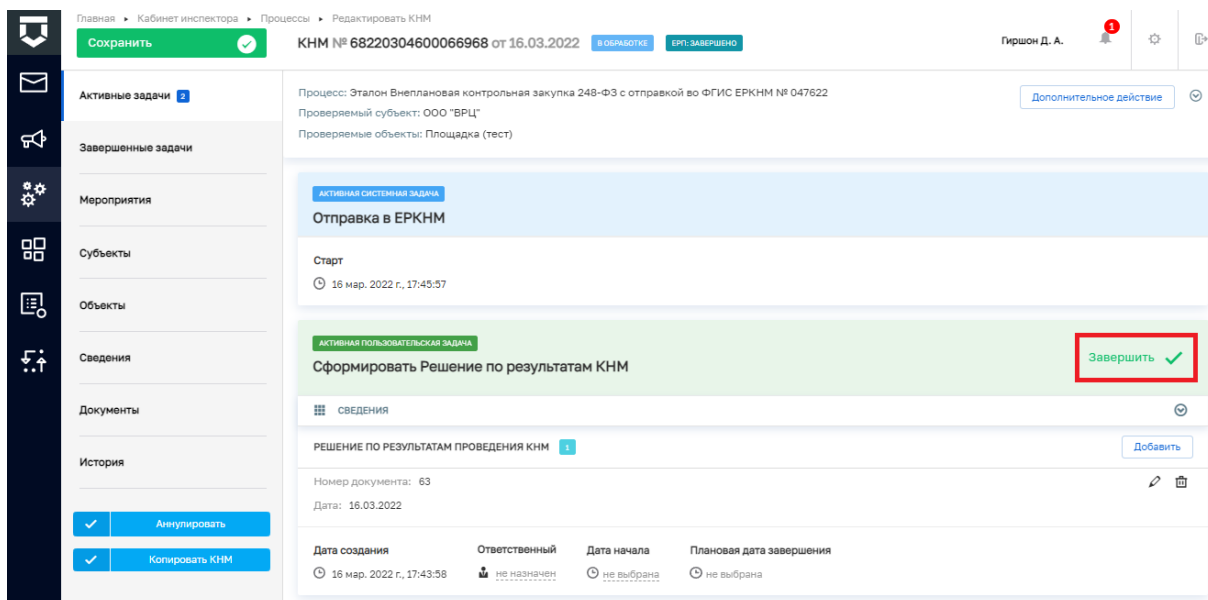 Главная ▸ Кабинет инспектора ▸ Процессы ▸ Редактировать КНМ
Сохранить
КНМ № 68220304600066968 от 16.03.2022 В ОБРАБОТКЕ ЕРП: ЗАВЕРШЕНО
Гиршон Д. А.
1
Активные задачи 2
Завершенные задачи
Мероприятия
Субъекты
Объекты
Сведения
Документы
История
Аннулировать
Копировать КНМ
Процесс: Эталон Внеплановая контрольная закупка 248-ФЗ с отправкой во ФГИС ЕРКНМ № 047622
Проверяемый субъект: ООО "ВРЦ"
Проверяемые объекты: Площадка (тест)
Дополнительное действие
АКТИВНАЯ СИСТЕМНАЯ ЗАДАЧА
Отправка в ЕРКНМ
Старт
16 мар. 2022 г., 17:45:57
АКТИВНАЯ ПОЛЬЗОВАТЕЛЬСКАЯ ЗАДАЧА
Сформировать Решение по результатам КНМ
Завершить
СВЕДЕНИЯ
РЕШЕНИЕ ПО РЕЗУЛЬТАТАМ ПРОВЕДЕНИЯ КНМ 1
Добавить
Номер документа: 63
Дата: 16.03.2022
Дата создания Ответственный Дата начала Плановая дата завершения
16 мар. 2022 г., 17:43:58 не назначен не выбрана не выбрана